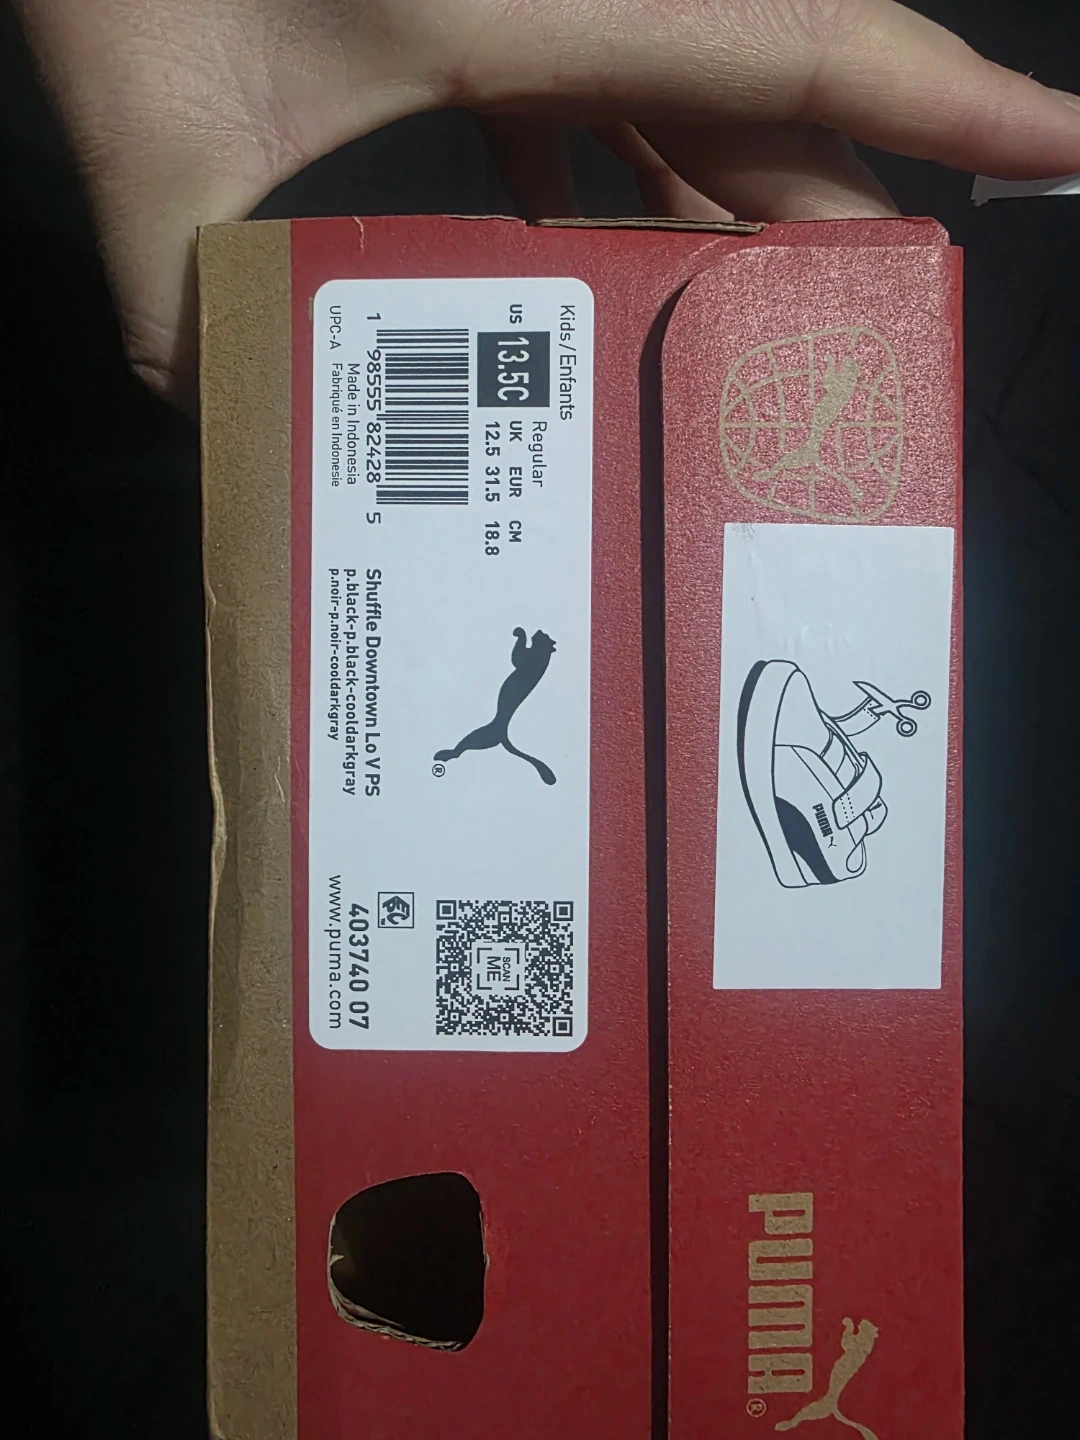 Kids / Enfants
Regular
US 13.5C
UK EUR CM
12.5 31.5 18.8
1 98555 82428 5
UPC-A
Made in Indonesia
Fabriqué en Indonesie
®
Shuffle Downtown Lo V PS
p.black-p.black-cooldarkgray
p.noir-p.noir-cooldarkgray
SCAN
ME
403740 07
www.puma.com
PUMA
PUMA®